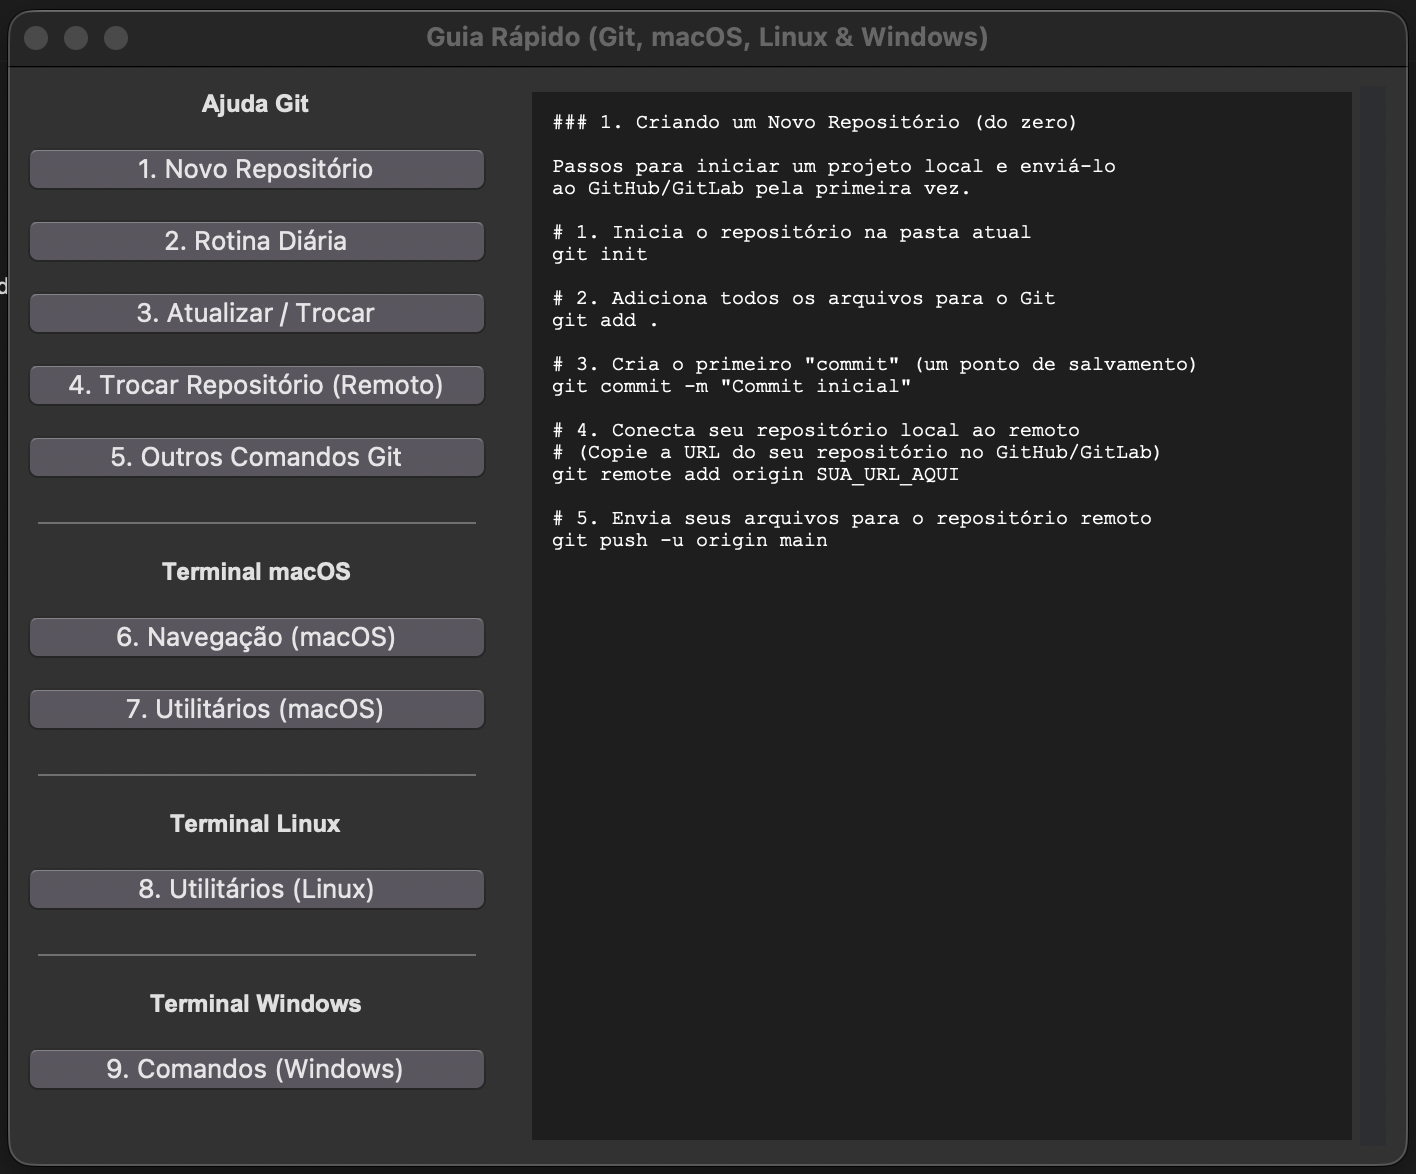 Guia Rápido (Git, macOS, Linux & Windows)
Ajuda Git
1. Novo Repositório
2. Rotina Diária
3. Atualizar / Trocar
4. Trocar Repositório (Remoto)
5. Outros Comandos Git
Terminal macOS
6. Navegação (macOS)
7. Utilitários (macOS)
Terminal Linux
8. Utilitários (Linux)
Terminal Windows
9. Comandos (Windows)
### 1. Criando um Novo Repositório (do zero)
Passos para iniciar um projeto local e enviá-lo
ao GitHub/GitLab pela primeira vez.
# 1. Inicia o repositório na pasta atual
git init
# 2. Adiciona todos os arquivos para o Git
git add .
# 3. Cria o primeiro "commit" (um ponto de salvamento)
git commit -m "Commit inicial"
# 4. Conecta seu repositório local ao remoto
# (Copie a URL do seu repositório no GitHub/GitLab)
git remote add origin SUA_URL_AQUI
# 5. Envia seus arquivos para o repositório remoto
git push -u origin main